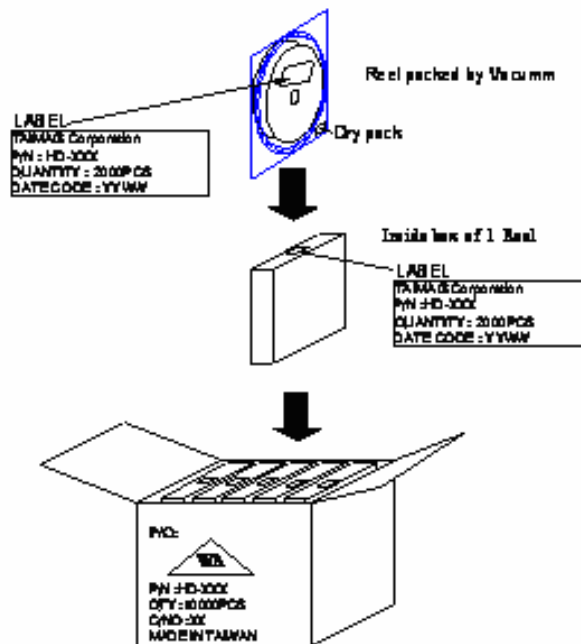 Reel packed by Vacumm
Dry pack
LABEL
TAIMAG Corporation
P/N : HD-XXX
QUANTITY : 2000PCS
DATE CODE : YYWW
Inside box of 1 Reel
LABEL
TAIMAG Corporation
P/N : HD-XXX
QUANTITY : 2000PCS
DATE CODE : YYWW
P/O:
P/N :HD-XXX
QTY :10000PCS
C/NO :XX
MADE IN TAIWAN